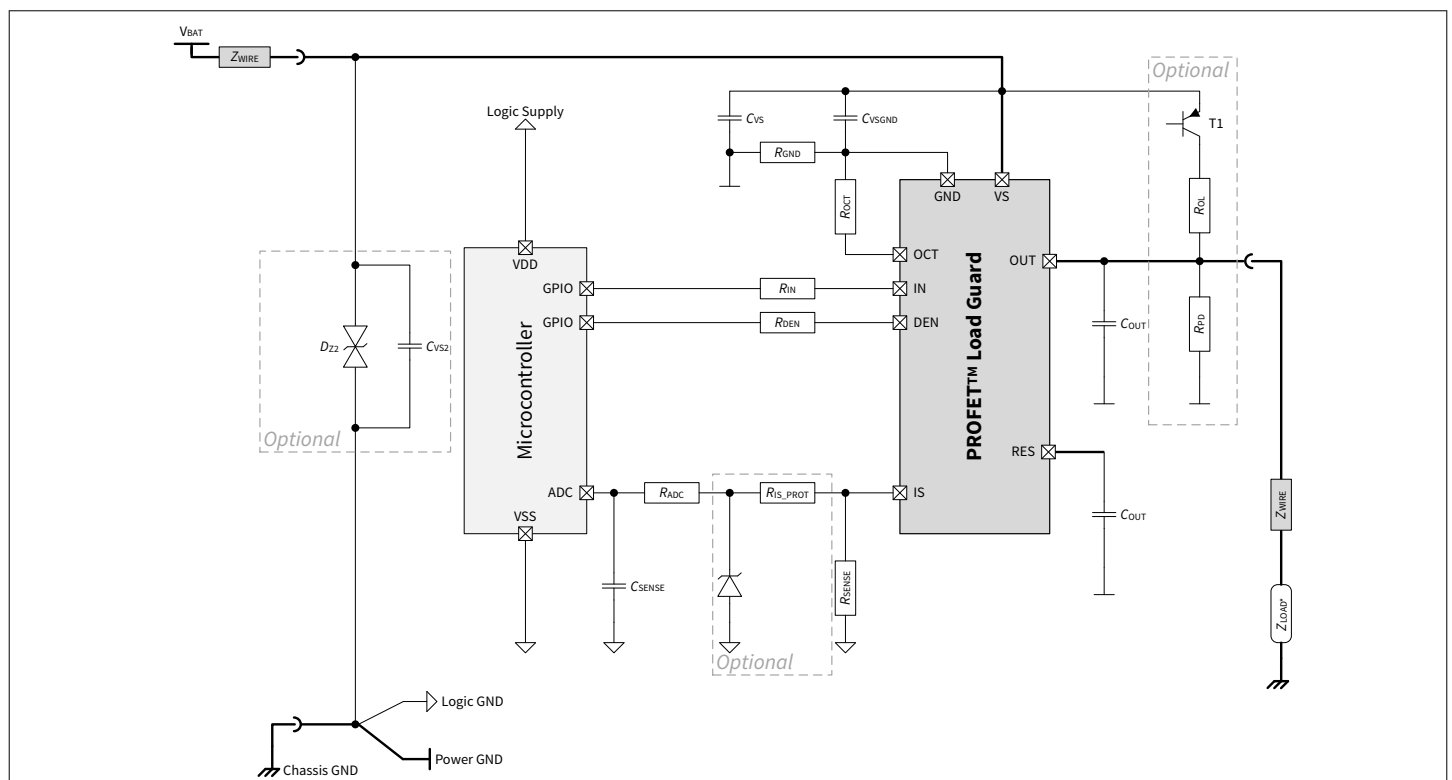 VBAT
ZWIRE
Optional
Logic Supply
CVS
CVSGND
T1
RGND
ROCT
ROL
GND
VS
VDD
OCT
OUT
GPIO
RIN
IN
GPIO
RDEN
DEN
DZ2
CVS2
COUT
RPD
Microcontroller
PROFET™ Load Guard
Optional
RES
ADC
RADC
RIS_PROT
IS
VSS
COUT
ZWIRE
CSENSE
RSENSE
ZLOAD*
Optional
Logic GND
Power GND
Chassis GND